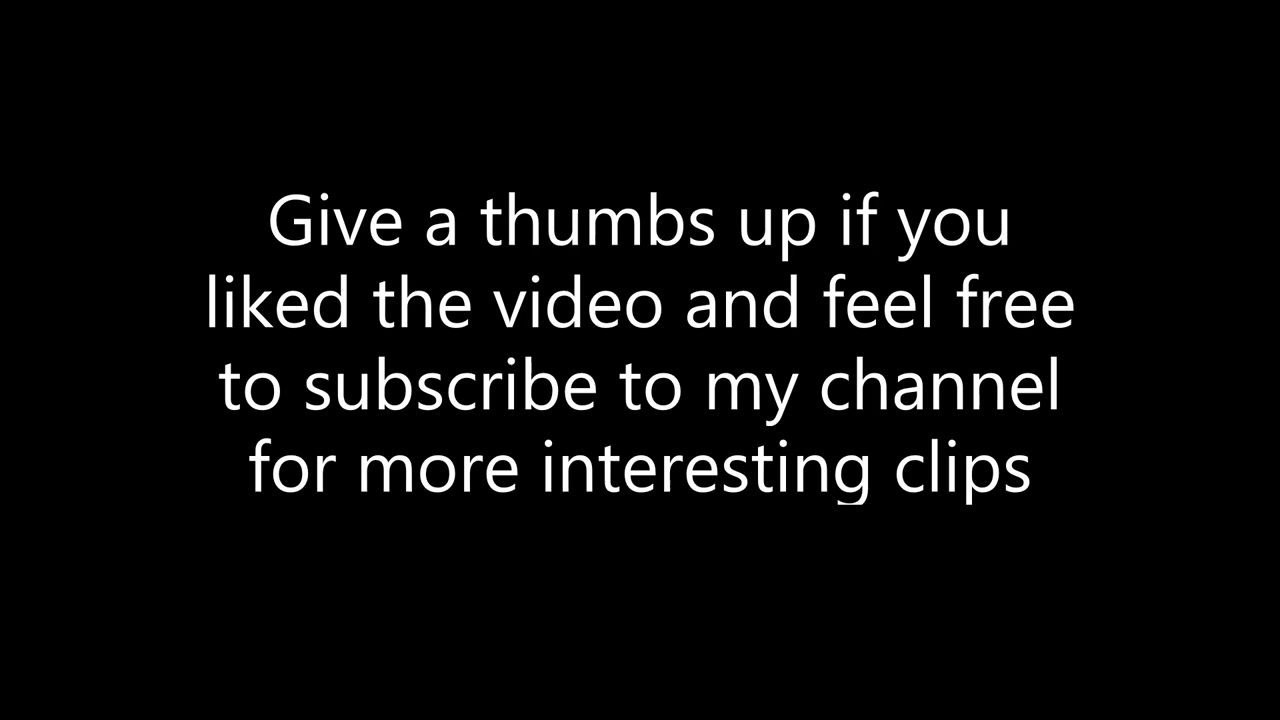 Give a thumbs up if you
liked the video and feel free
to subscribe to my channel
for more interesting clips